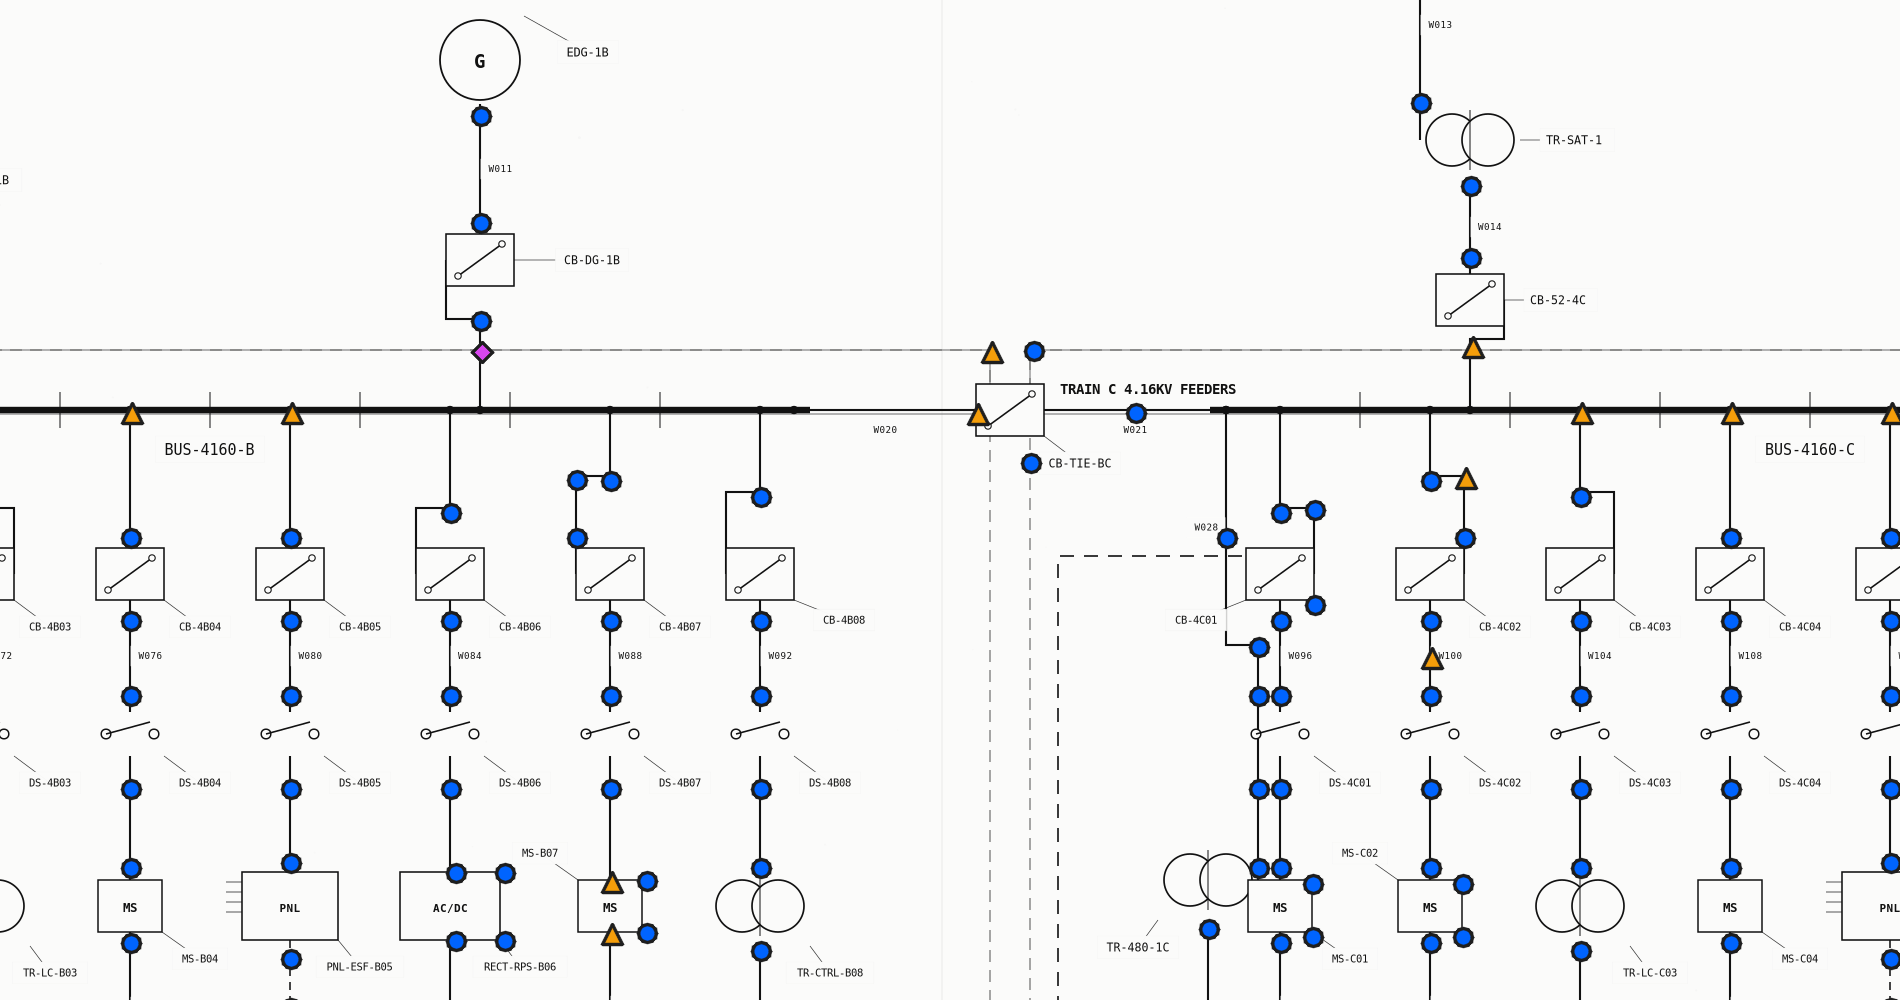 W013
EDG-1B
G
TR-SAT-1
W011
W014
CB-DG-1B
CB-52-4C
TRAIN C 4.16KV FEEDERS
W020
W021
BUS-4160-B
BUS-4160-C
CB-TIE-BC
W028
CB-4B03
CB-4B04
CB-4B05
CB-4B06
CB-4B07
CB-4B08
CB-4C01
CB-4C02
CB-4C03
CB-4C04
W076
W080
W084
W088
W092
W096
W100
W104
W108
DS-4B03
DS-4B04
DS-4B05
DS-4B06
DS-4B07
DS-4B08
DS-4C01
DS-4C02
DS-4C03
DS-4C04
MS-B07
MS-C02
MS
PNL
AC/DC
MS
MS
MS
MS
PNL
TR-480-1C
MS-B04
MS-C01
MS-C04
TR-LC-B03
PNL-ESF-B05
RECT-RPS-B06
TR-CTRL-B08
TR-LC-C03